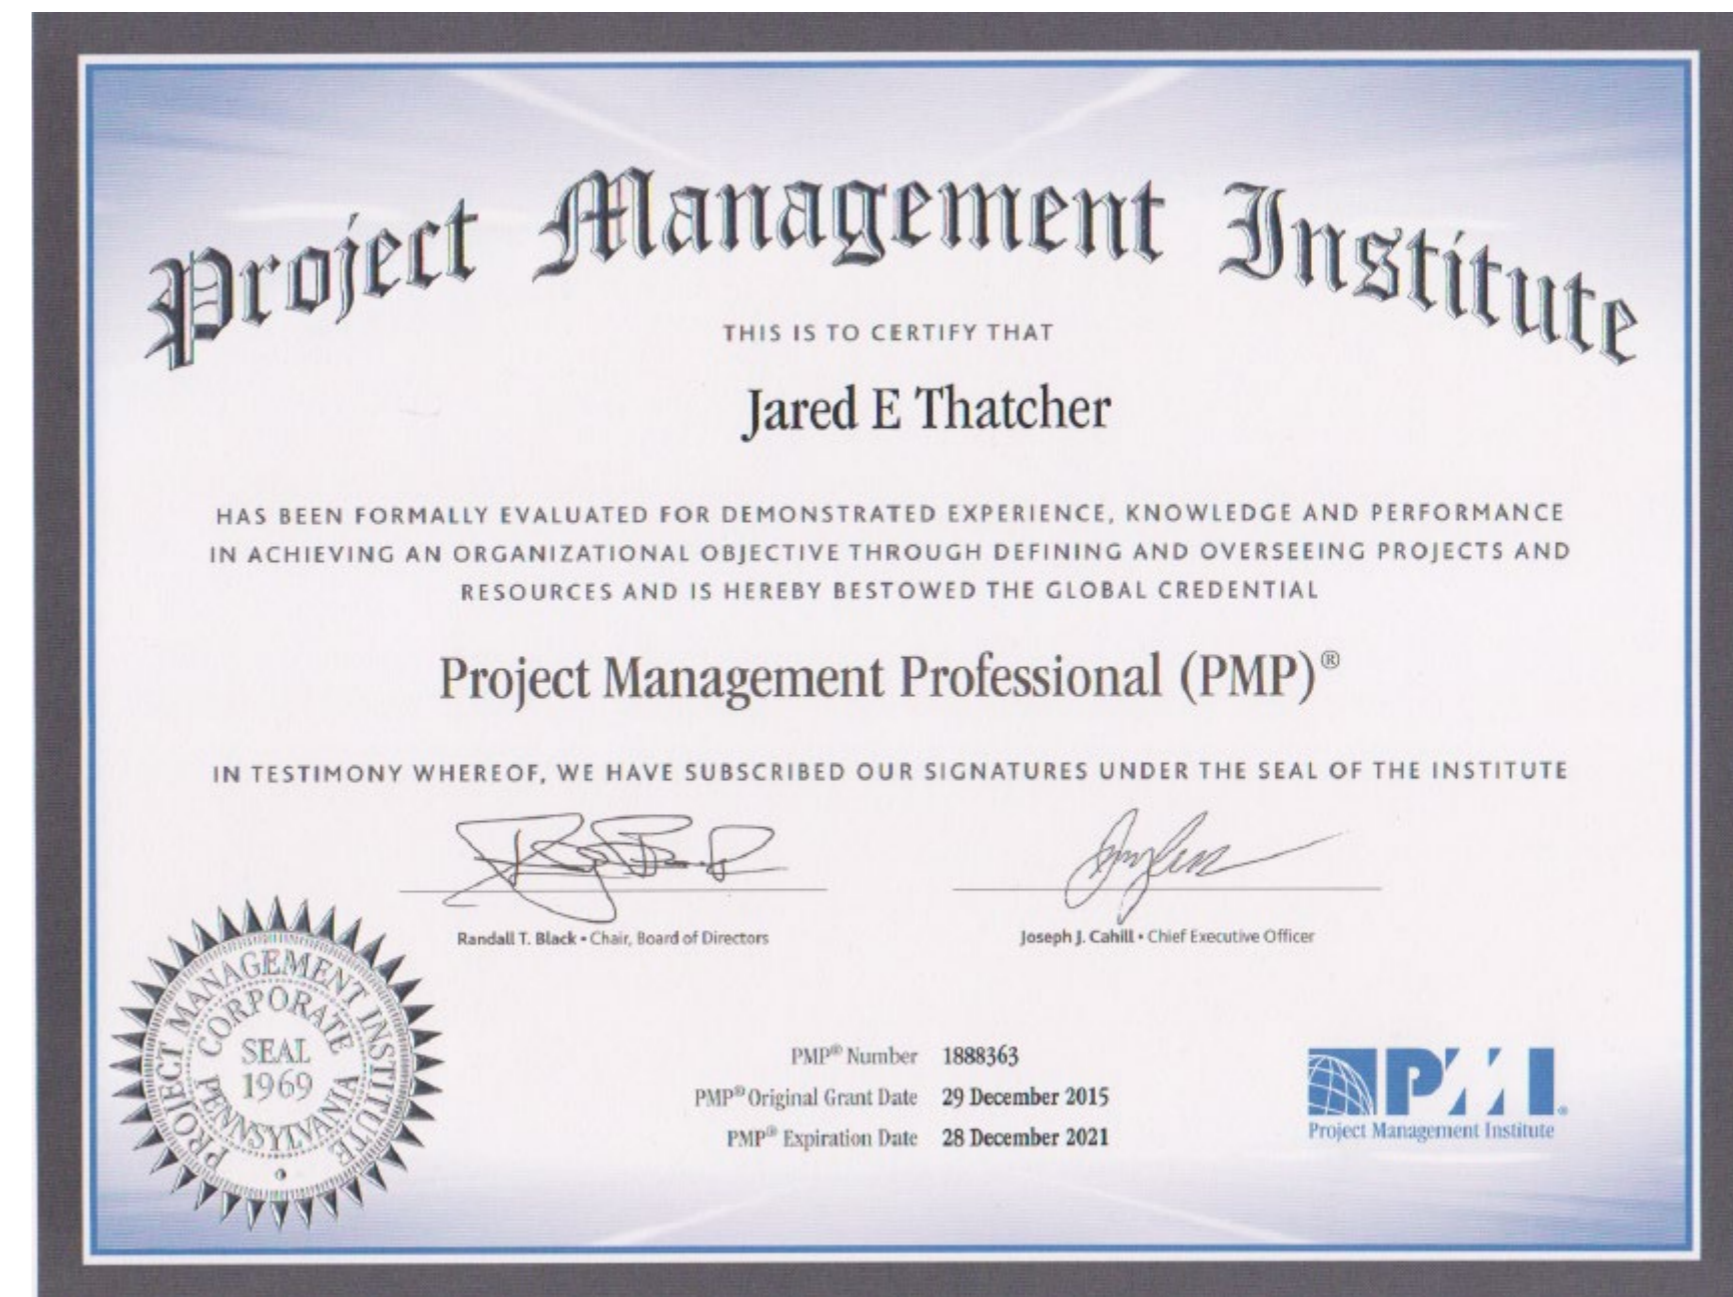 Project Management Institute
THIS IS TO CERTIFY THAT
Jared E Thatcher
HAS BEEN FORMALLY EVALUATED FOR DEMONSTRATED EXPERIENCE, KNOWLEDGE AND PERFORMANCE
IN ACHIEVING AN ORGANIZATIONAL OBJECTIVE THROUGH DEFINING AND OVERSEEING PROJECTS AND
RESOURCES AND IS HEREBY BESTOWED THE GLOBAL CREDENTIAL
Project Management Professional (PMP)®
IN TESTIMONY WHEREOF, WE HAVE SUBSCRIBED OUR SIGNATURES UNDER THE SEAL OF THE INSTITUTE
Randall T. Black • Chair, Board of Directors
Joseph J. Cahill • Chief Executive Officer
PROJECT MANAGEMENT INSTITUTE
CORPORATE
SEAL
1969
PENNSYLVANIA
PMP® Number 1888363
PMP® Original Grant Date 29 December 2015
PMP® Expiration Date 28 December 2021
PMI®
Project Management Institute